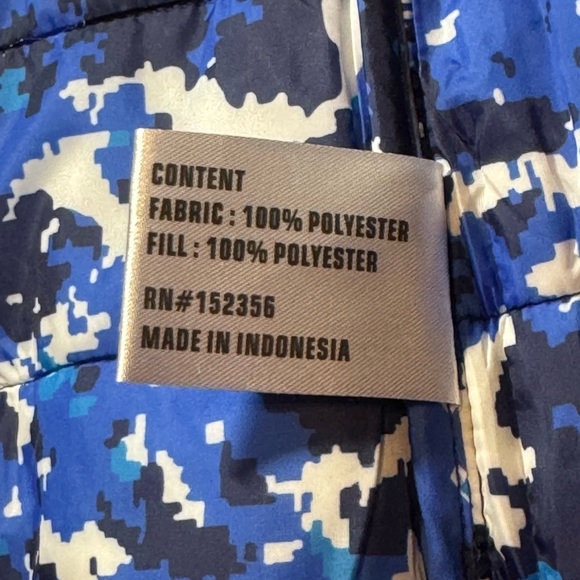 CONTENT
FABRIC : 100% POLYESTER
FILL : 100% POLYESTER
RN#152356
MADE IN INDONESIA